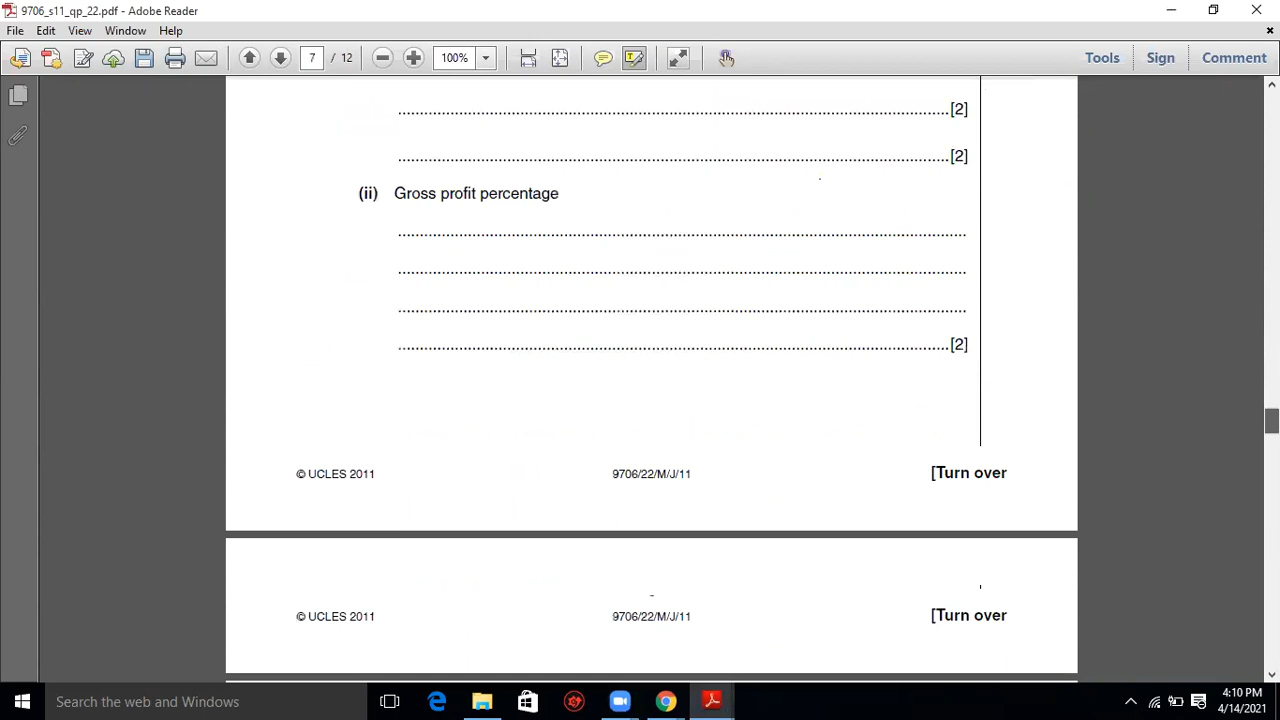 9706_s11_qp_22.pdf - Adobe Reader
File Edit View Window Help
7 / 12 100% Tools Sign Comment
[2]
[2]
(ii) Gross profit percentage
[2]
© UCLES 2011 9706/22/M/J/11 [Turn over
© UCLES 2011 9706/22/M/J/11 [Turn over
Search the web and Windows
4:10 PM
4/14/2021